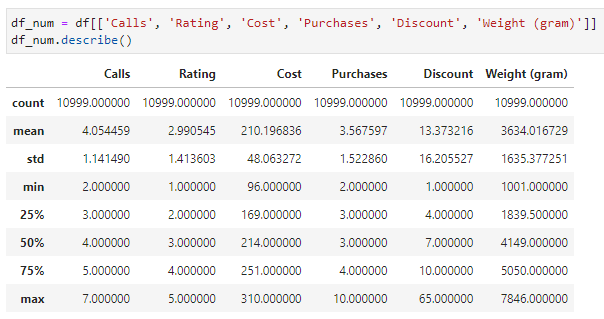 df_num = df[['Calls', 'Rating', 'Cost', 'Purchases', 'Discount', 'Weight (gram)']]
df_num.describe()
Calls Rating Cost Purchases Discount Weight (gram)
count 10999.000000 10999.000000 10999.000000 10999.000000 10999.000000 10999.000000
mean 4.054459 2.990545 210.196836 3.567597 13.373216 3634.016729
std 1.141490 1.413603 48.063272 1.522860 16.205527 1635.377251
min 2.000000 1.000000 96.000000 2.000000 1.000000 1001.000000
25% 3.000000 2.000000 169.000000 3.000000 4.000000 1839.500000
50% 4.000000 3.000000 214.000000 3.000000 7.000000 4149.000000
75% 5.000000 4.000000 251.000000 4.000000 10.000000 5050.000000
max 7.000000 5.000000 310.000000 10.000000 65.000000 7846.000000